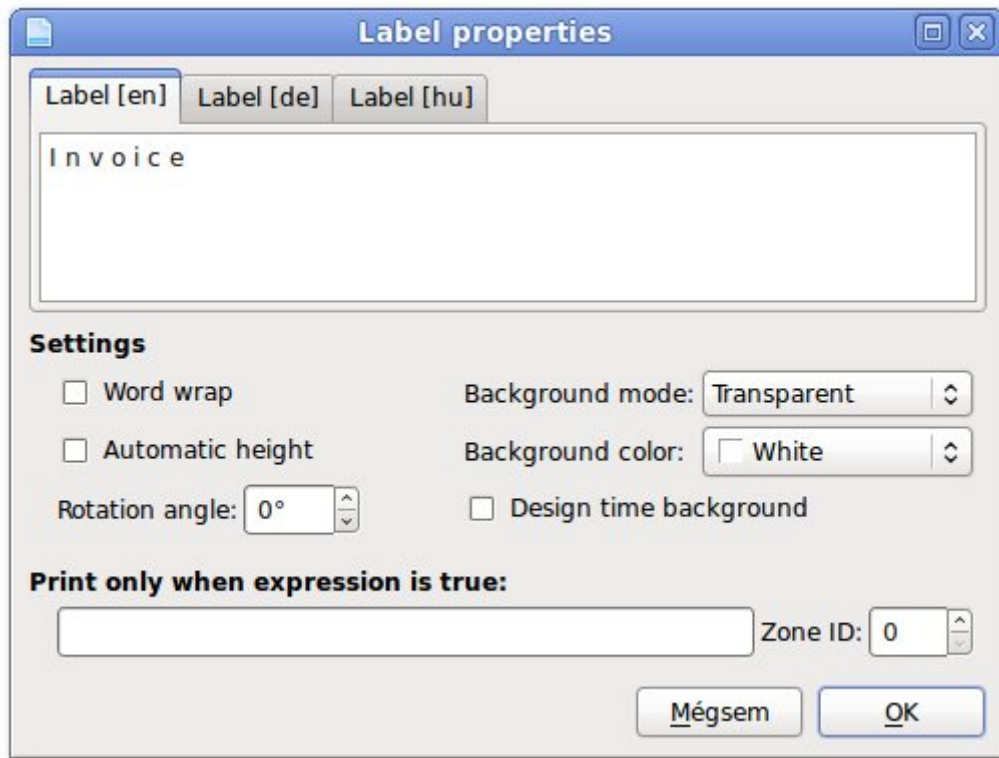 Label properties
Label [en] Label [de] Label [hu]
I n v o i c e
Settings
Word wrap Background mode: Transparent
Automatic height Background color: White
Rotation angle: 0° Design time background
Print only when expression is true:
Zone ID: 0
Mégsem OK